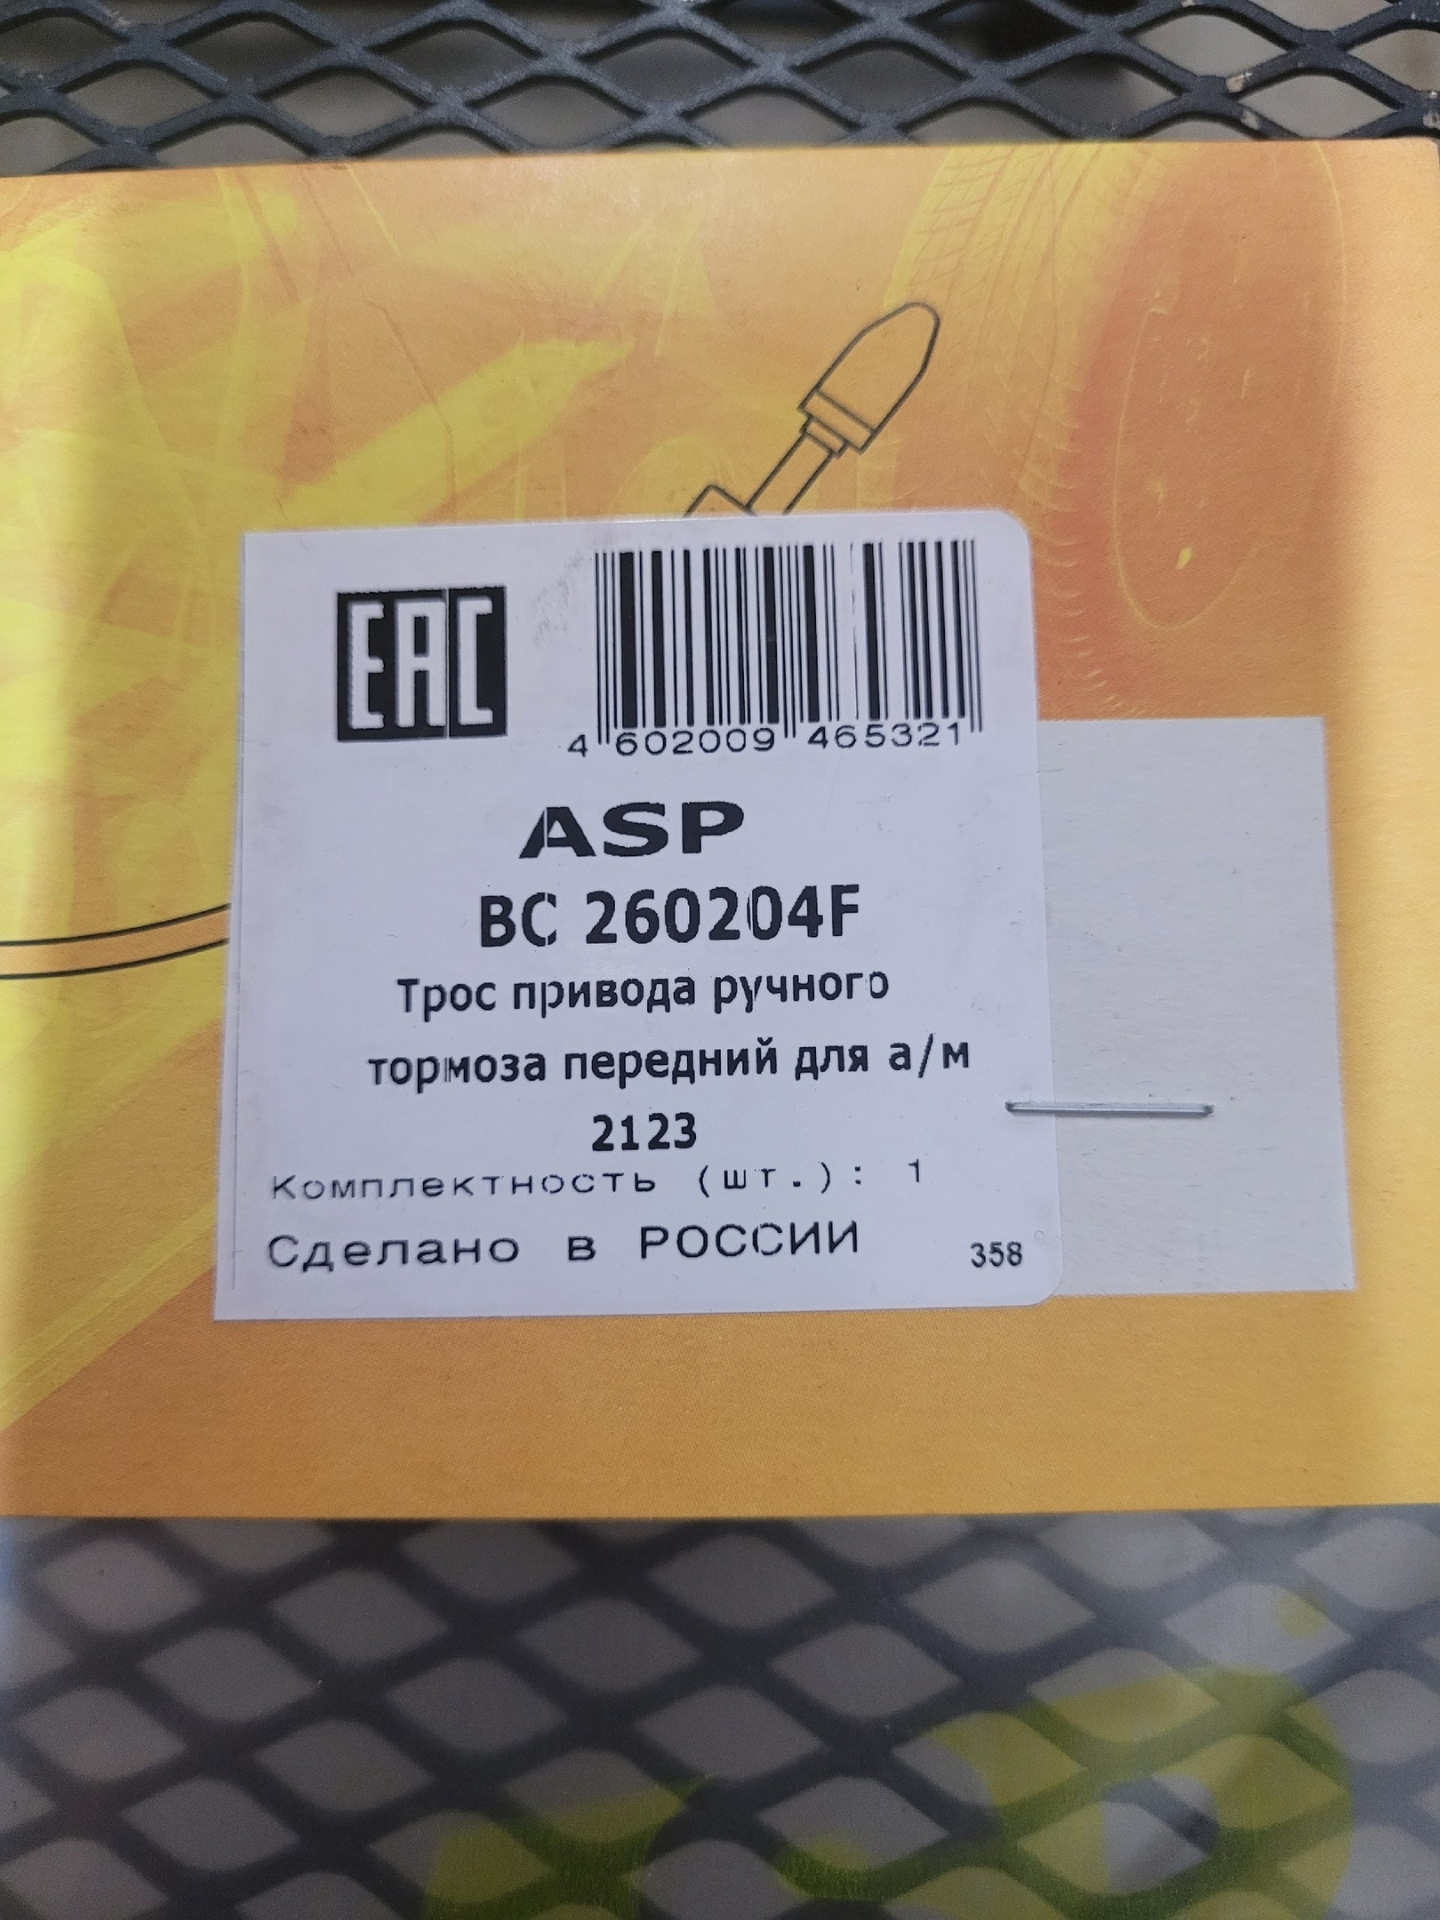 EAC
4 602009 465321
ASP
BC 260204F
Трос привода ручного
тормоза передний для а/м
2123
Комплектность (шт.): 1
Сделано в РОССИИ
358